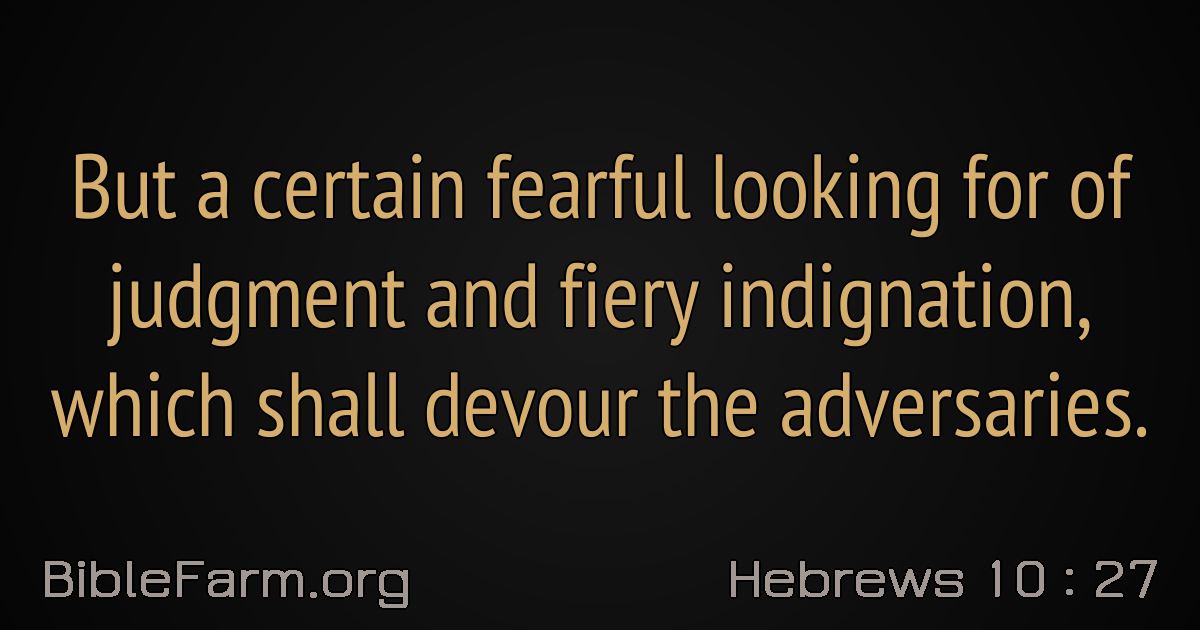 But a certain fearful looking for of
judgment and fiery indignation,
which shall devour the adversaries.
BibleFarm.org
Hebrews 10 : 27